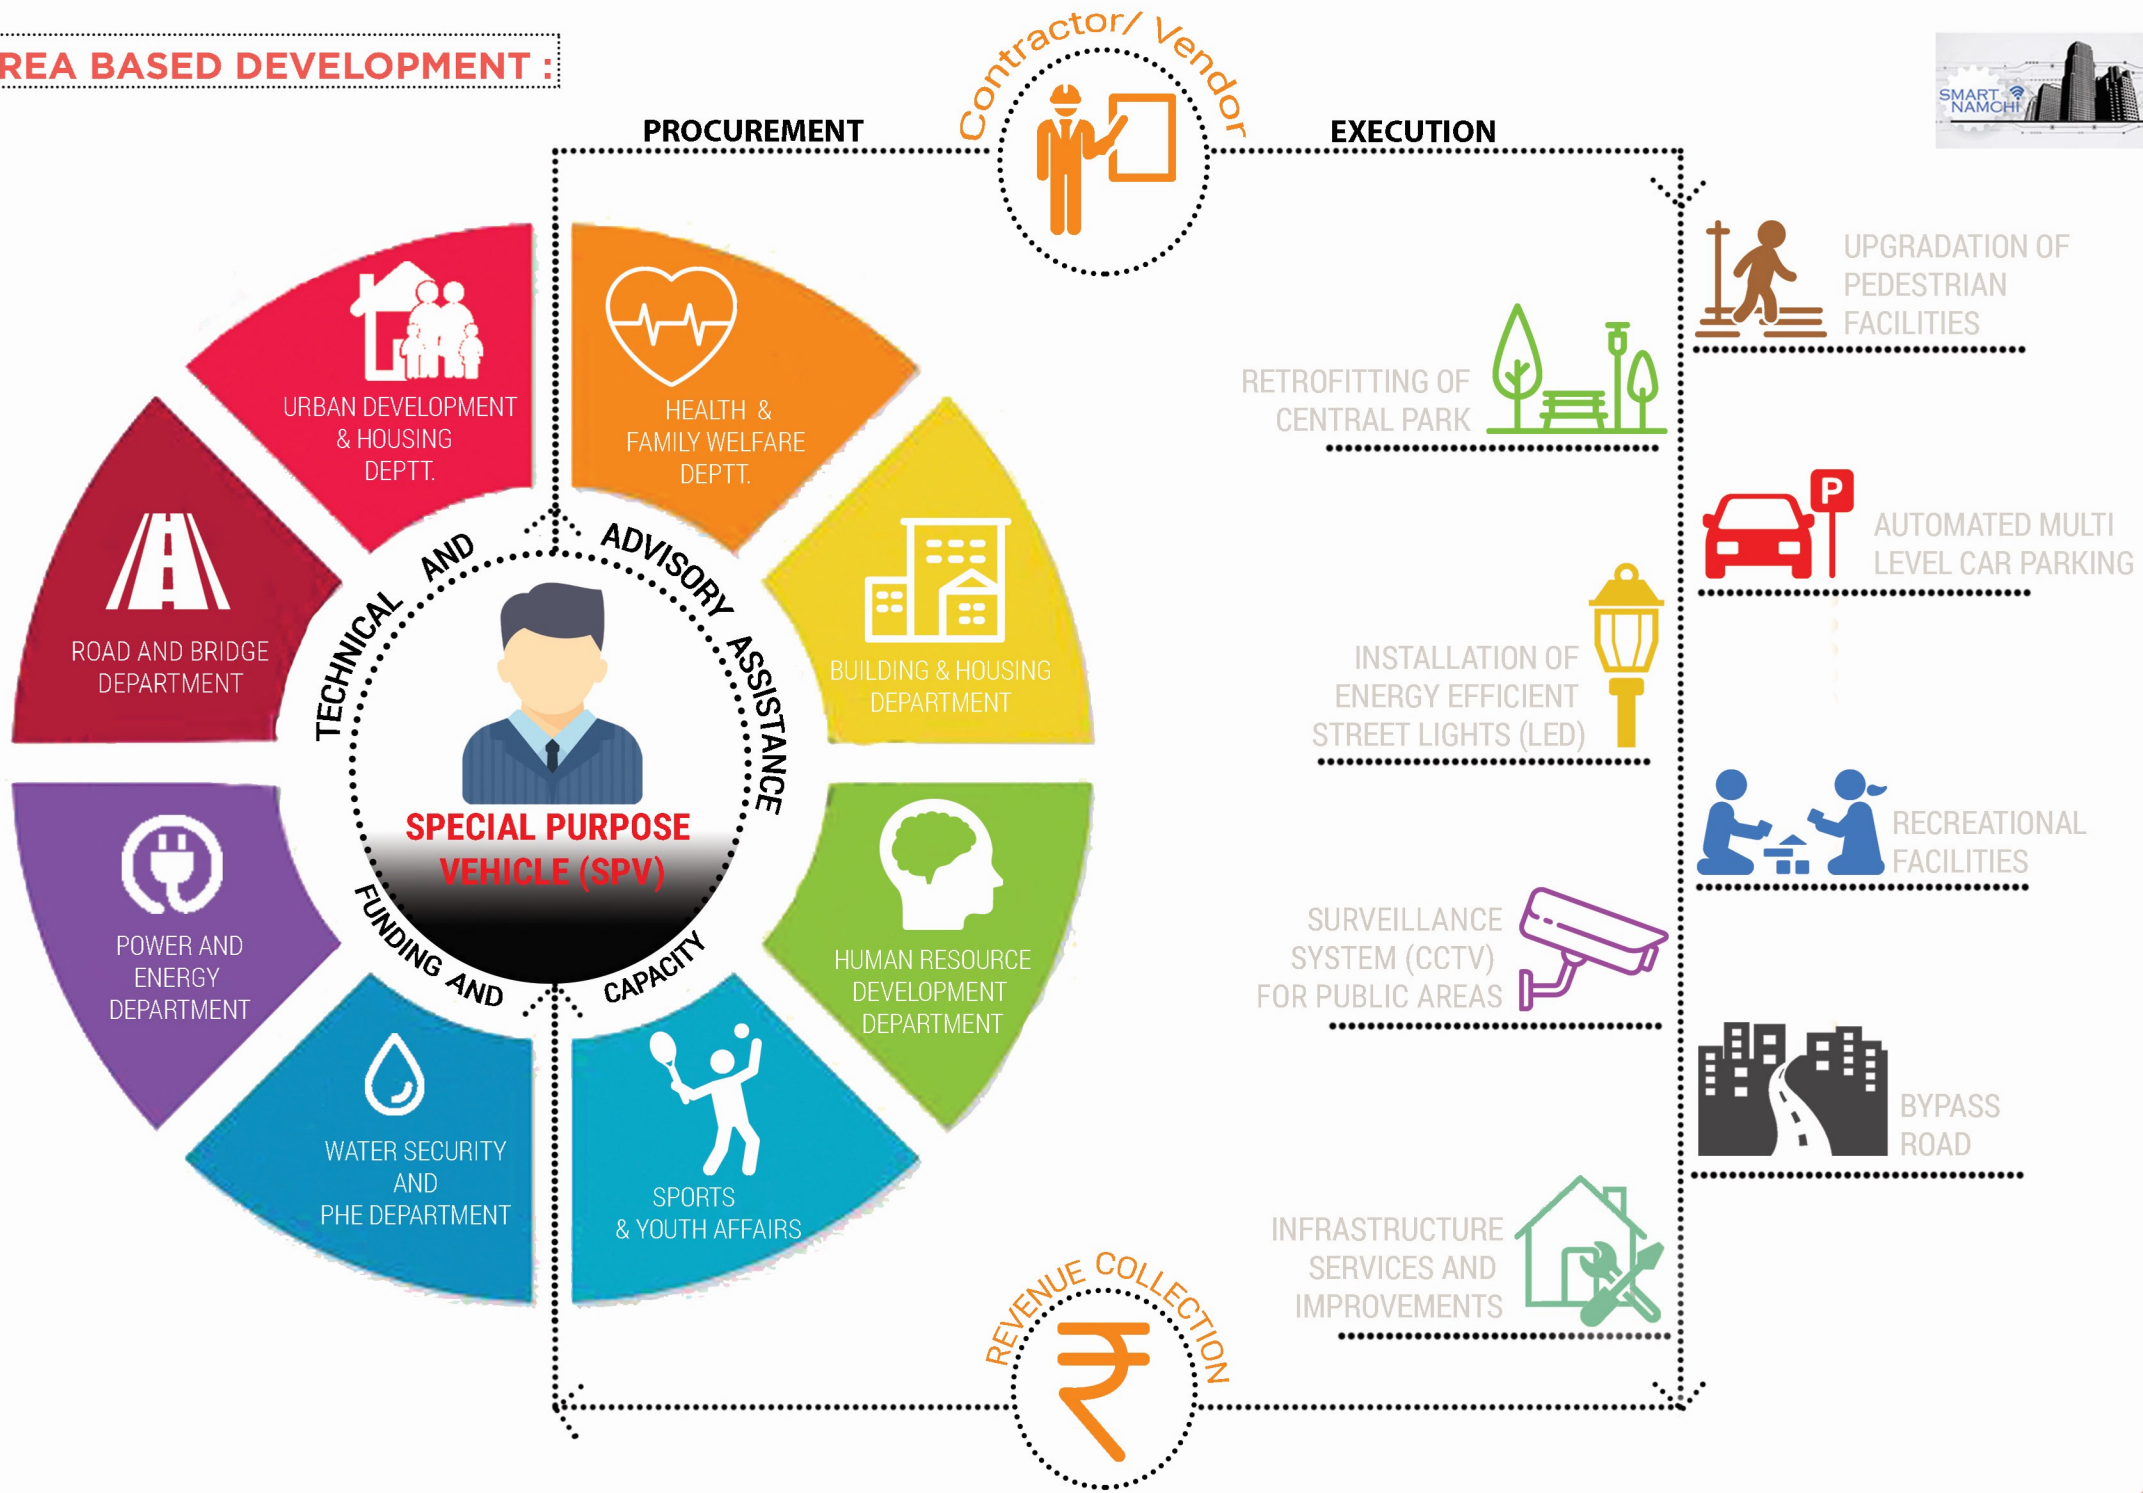 REA BASED DEVELOPMENT :
Contractor/ Vendor
SMART
NAMCHI
PROCUREMENT
EXECUTION
URBAN DEVELOPMENT
& HOUSING
DEPTT.
HEALTH &
FAMILY WELFARE
DEPTT.
ROAD AND BRIDGE
DEPARTMENT
BUILDING & HOUSING
DEPARTMENT
TECHNICAL AND ADVISORY ASSISTANCE
SPECIAL PURPOSE
VEHICLE (SPV)
FUNDING AND CAPACITY
POWER AND
ENERGY
DEPARTMENT
HUMAN RESOURCE
DEVELOPMENT
DEPARTMENT
WATER SECURITY
AND
PHE DEPARTMENT
SPORTS
& YOUTH AFFAIRS
UPGRADATION OF
PEDESTRIAN
FACILITIES
RETROFITTING OF
CENTRAL PARK
P
AUTOMATED MULTI
LEVEL CAR PARKING
INSTALLATION OF
ENERGY EFFICIENT
STREET LIGHTS (LED)
RECREATIONAL
FACILITIES
SURVEILLANCE
SYSTEM (CCTV)
FOR PUBLIC AREAS
BYPASS
ROAD
INFRASTRUCTURE
SERVICES AND
IMPROVEMENTS
REVENUE COLLECTION
₹